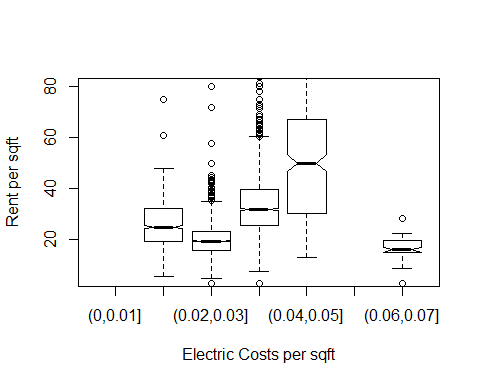 80
60
40
20
Rent per sqft
(0,0.01] (0.02,0.03] (0.04,0.05] (0.06,0.07]
Electric Costs per sqft